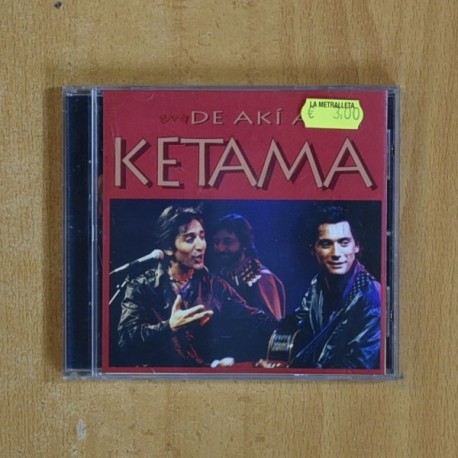 LA METRALLETA
€ 3,00
DE AKÍ A
KETAMA